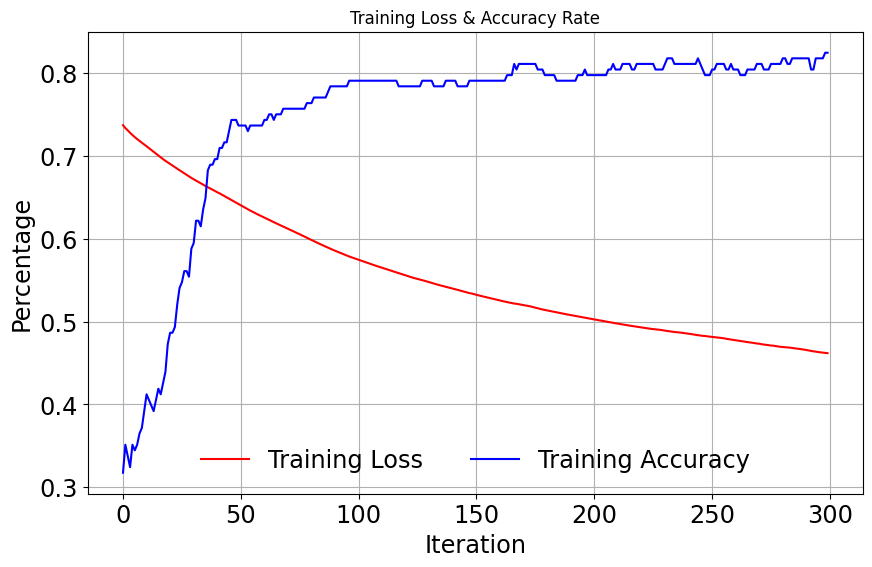 Training Loss & Accuracy Rate
0.8
0.7
0.6
0.5
0.4
0.3
Percentage
Training Loss
Training Accuracy
0 50 100 150 200 250 300
Iteration